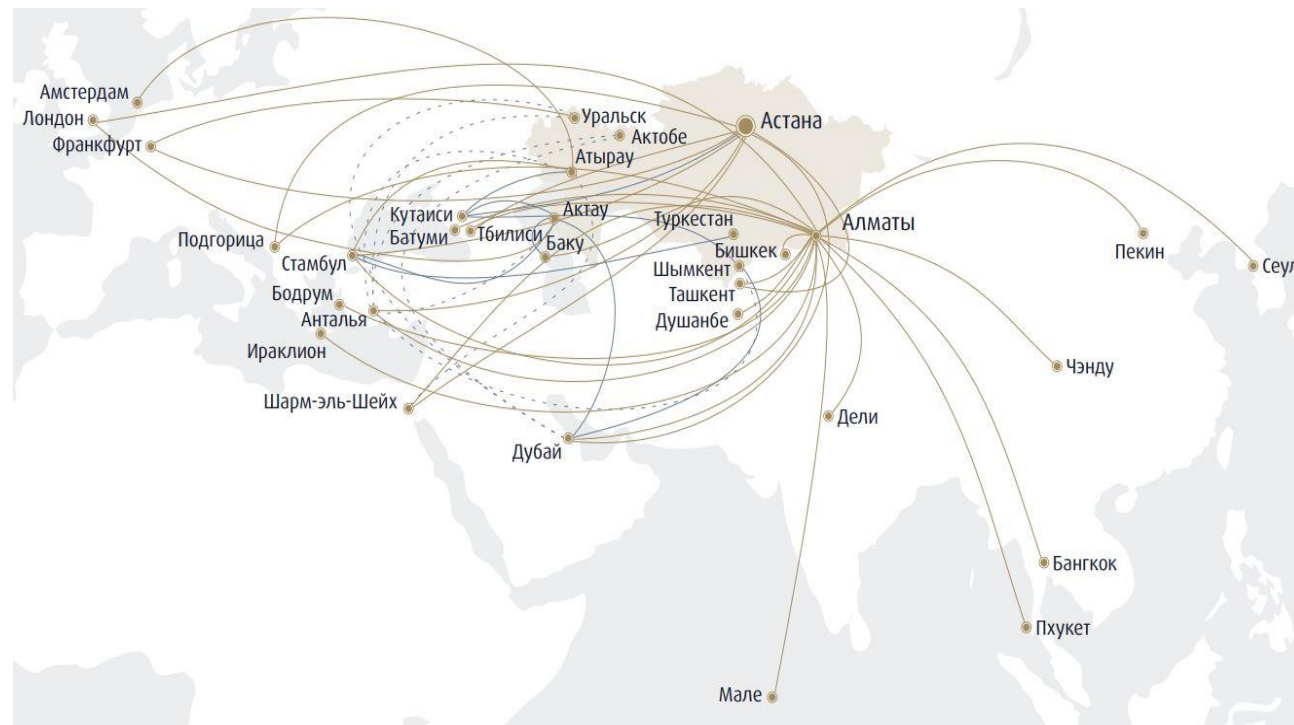 Амстердам
Лондон
Франкфурт
Уральск
Актобе
Астана
Атырау
Кутаиси
Актау
Батуми
Тбилиси
Туркестан
Алматы
Подгорица
Стамбул
Баку
Бишкек
Пекин
Сеул
Шымкент
Бодрум
Ташкент
Анталья
Душанбе
Ираклион
Чэнду
Шарм-эль-Шейх
Дели
Дубай
Бангкок
Пхукет
Мале